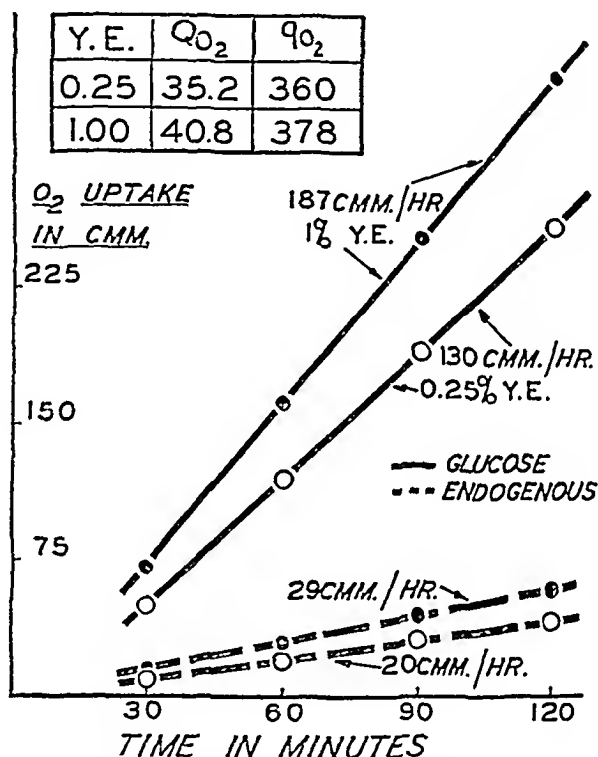 Y.E. QO2 qO2
0.25 35.2 360
1.00 40.8 378
O2 UPTAKE
IN CMM.
187 CMM./HR
1% Y.E.
225
130 CMM./HR.
0.25% Y.E.
150
GLUCOSE
ENDOGENOUS
75
29 CMM./HR.
20 CMM./HR.
30 60 90 120
TIME IN MINUTES